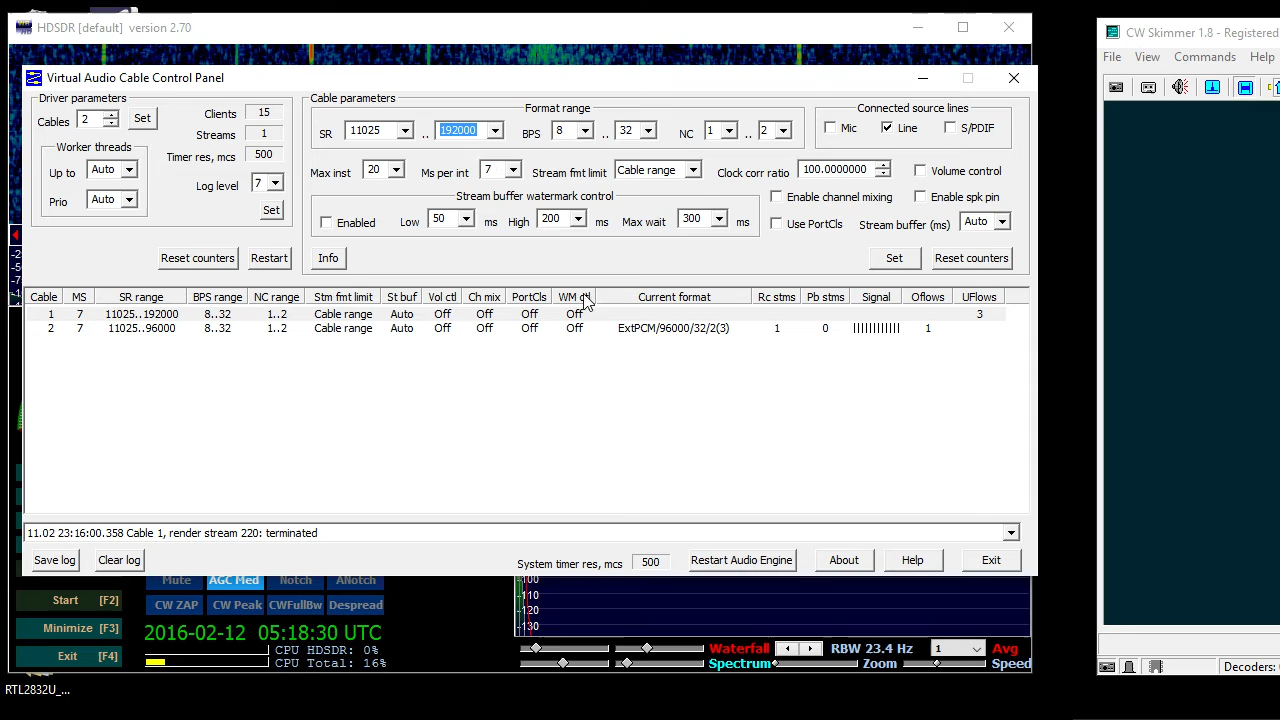 HDSDR [default] version 2.70
CW Skimmer 1.8 - Registered
File View Commands Help
Virtual Audio Cable Control Panel
Driver parameters
Cables 2 Set
Clients 15
Streams 1
Timer res, mcs 500
Worker threads
Up to Auto
Prio Auto
Log level 7
Set
Reset counters Restart
Cable parameters
Format range
SR 11025 .. 192000 BPS 8 .. 32 NC 1 .. 2
Connected source lines
Mic Line S/PDIF
Max inst 20 Ms per int 7 Stream fmt limit Cable range Clock corr ratio 100.0000000 Volume control
Stream buffer watermark control
Enabled Low 50 ms High 200 ms Max wait 300 ms
Enable channel mixing Enable spk pin
Use PortCls Stream buffer (ms) Auto
Info Set Reset counters
Cable MS SR range BPS range NC range Stm fmt limit St buf Vol ctl Ch mix PortCls WM Current format Rc stms Pb stms Signal Oflows UFlows
1 7 11025..192000 8..32 1..2 Cable range Auto Off Off Off Off 3
2 7 11025..96000 8..32 1..2 Cable range Auto Off Off Off Off ExtPCM/96000/32/2(3) 1 0 1
11.02 23:16:00.358 Cable 1, render stream 220: terminated
Save log Clear log System timer res, mcs 500 Restart Audio Engine About Help Exit
Mute AGC Med Notch ANotch
CW ZAP CW Peak CWFullBw Despread
Start [F2]
Minimize [F3]
Exit [F4]
2016-02-12 05:18:30 UTC
CPU HDSDR: 0%
CPU Total: 16%
-100
-110
-120
-130
Waterfall RBW 23.4 Hz 1 Avg
Spectrum Zoom Speed
Decoders:
RTL2832U_...